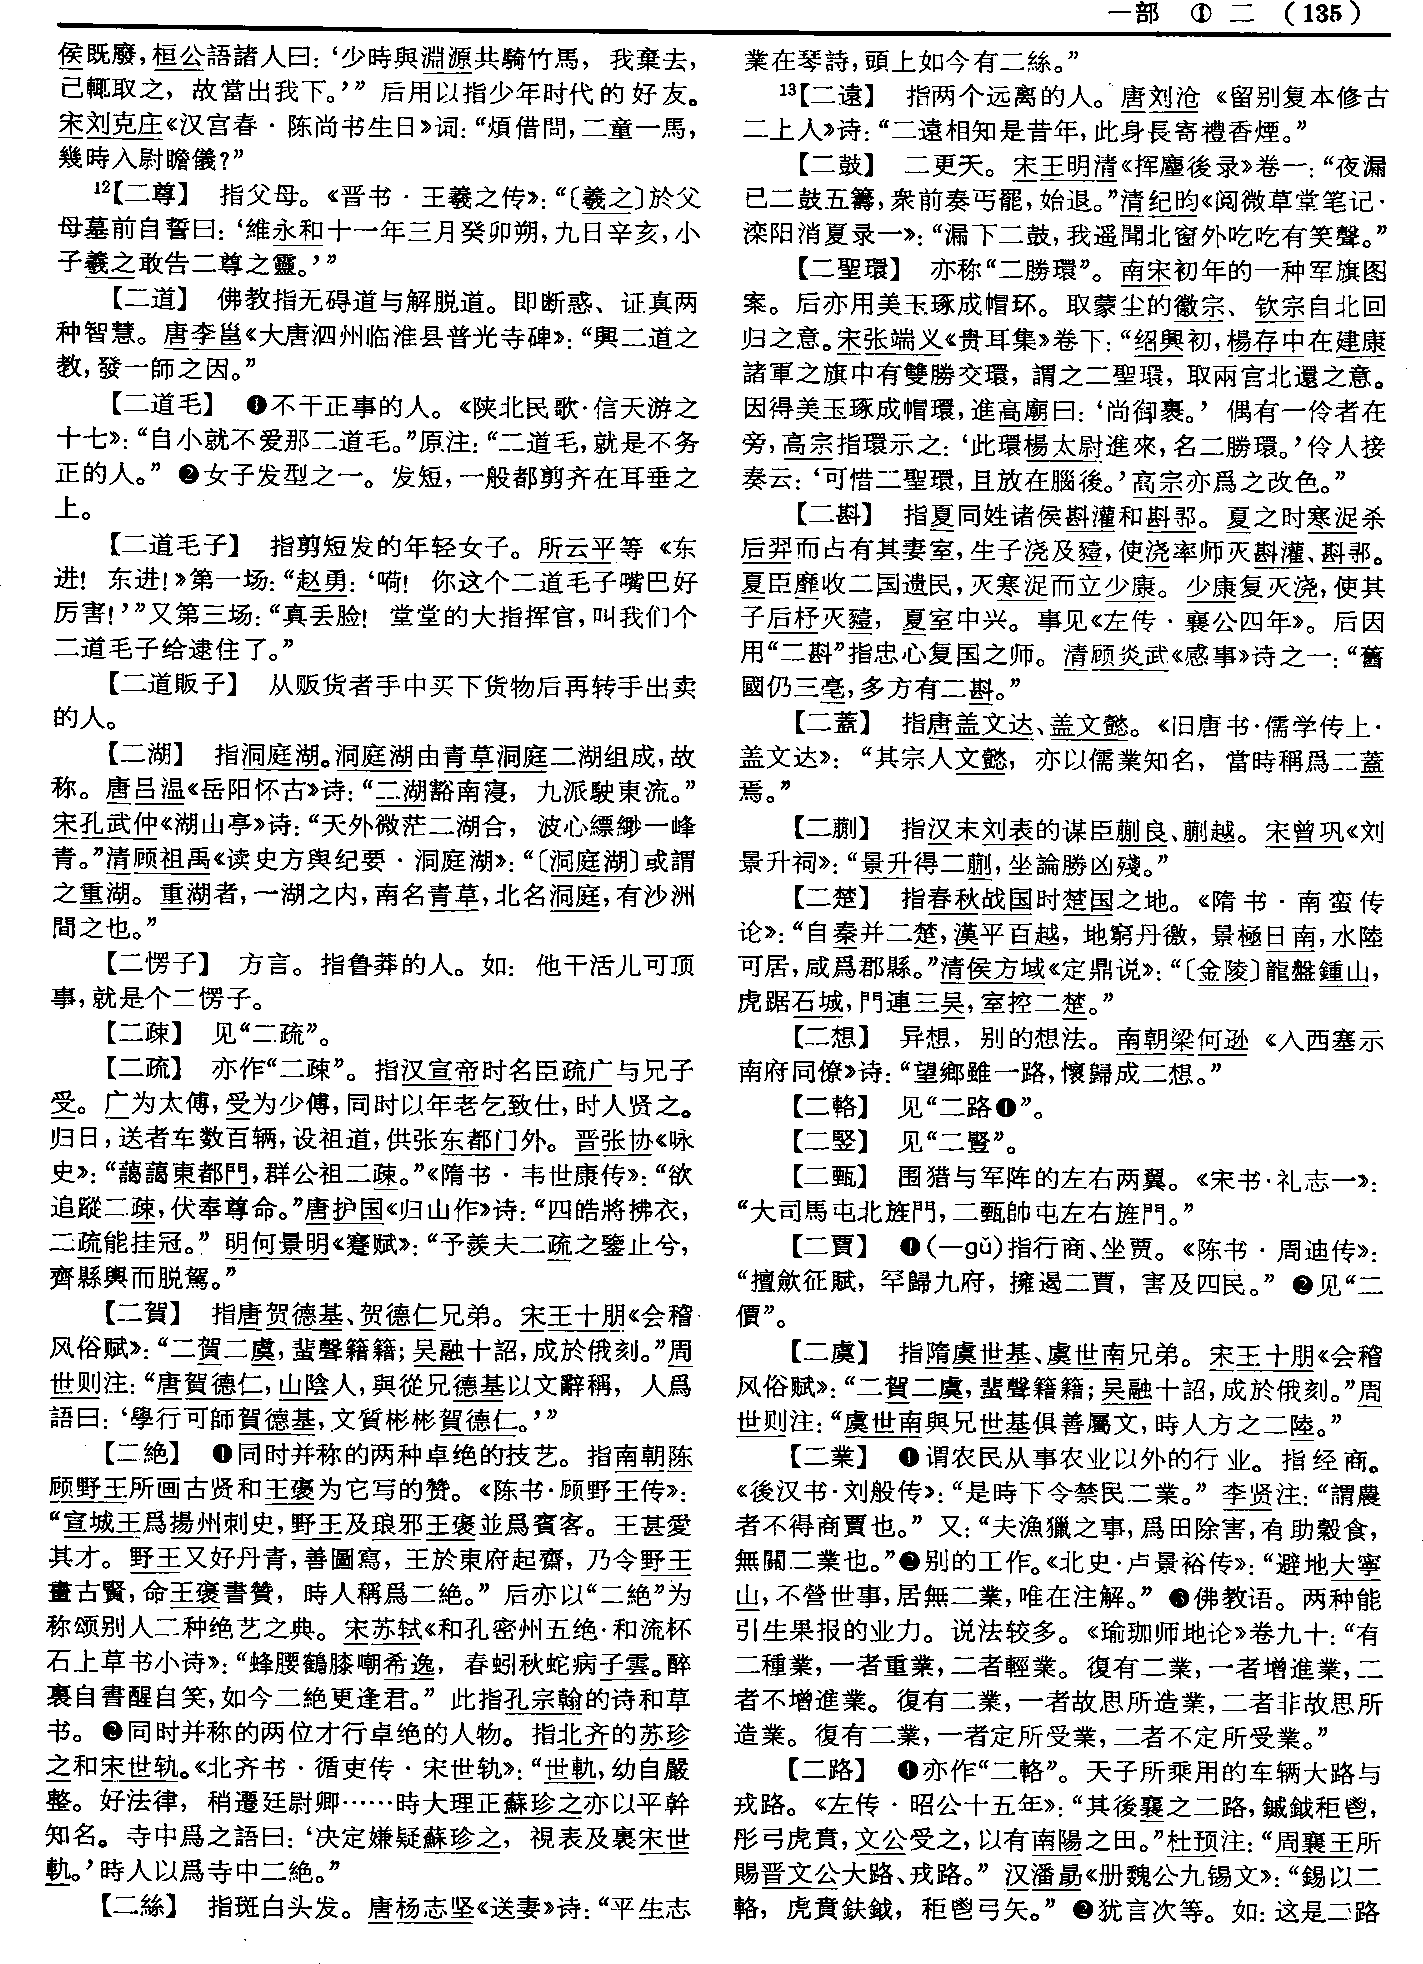 一部 ① 二 （135）
侯既廢，桓公語諸人曰：‘少時與淵源共騎竹馬，我棄去，
己輒取之，故當出我下。’” 后用以指少年时代的好友。
宋刘克庄《汉宫春·陈尚书生日》词：“煩借問，二童一馬，
幾時入尉瞻儀？”
12【二尊】 指父母。《晋书·王羲之传》：“〔羲之〕於父
母墓前自誓曰：‘維永和十一年三月癸卯朔，九日辛亥，小
子羲之敢告二尊之靈。’”
【二道】 佛教指无碍道与解脱道。即断惑、证真两
种智慧。唐李邕《大唐泗州临淮县普光寺碑》：“興二道之
教，發一師之因。”
【二道毛】 ❶不干正事的人。《陕北民歌·信天游之
十七》：“自小就不爱那二道毛。”原注：“二道毛，就是不务
正的人。” ❷女子发型之一。发短，一般都剪齐在耳垂之
上。
【二道毛子】 指剪短发的年轻女子。所云平等《东
进！东进！》第一场：“赵勇：‘嗬！你这个二道毛子嘴巴好
厉害！’”又第三场：“真丢脸！堂堂的大指挥官，叫我们个
二道毛子给逮住了。”
【二道販子】 从贩货者手中买下货物后再转手出卖
的人。
【二湖】 指洞庭湖。洞庭湖由青草洞庭二湖组成，故
称。唐吕温《岳阳怀古》诗：“二湖豁南寖，九派駛東流。”
宋孔武仲《湖山亭》诗：“天外微茫二湖合，波心縹緲一峰
青。”清顾祖禹《读史方舆纪要·洞庭湖》：“〔洞庭湖〕或謂
之重湖。重湖者，一湖之内，南名青草，北名洞庭，有沙洲
間之也。”
【二愣子】 方言。指鲁莽的人。如：他干活儿可顶
事，就是个二愣子。
【二疎】 见“二疏”。
【二疏】 亦作“二疎”。指汉宣帝时名臣疏广与兄子
受。广为太傅，受为少傅，同时以年老乞致仕，时人贤之。
归日，送者车数百辆，设祖道，供张东都门外。晋张协《咏
史》：“藹藹東都門，群公祖二疎。”《隋书·韦世康传》：“欲
追蹤二疎，伏奉尊命。”唐护国《归山作》诗：“四皓將拂衣，
二疏能挂冠。” 明何景明《蹇赋》：“予羨夫二疏之鑒止兮，
齊縣輿而脱駕。”
【二賀】 指唐贺德基、贺德仁兄弟。宋王十朋《会稽
风俗赋》：“二賀二虞，蜚聲籍籍；吴融十詔，成於俄刻。”周
世则注：“唐賀德仁，山陰人，與從兄德基以文辭稱，人爲
語曰：‘學行可師賀德基，文質彬彬賀德仁。’”
【二絶】 ❶同时并称的两种卓绝的技艺。指南朝陈
顾野王所画古贤和王褒为它写的赞。《陈书·顾野王传》：
“宣城王爲揚州刺史，野王及琅邪王褒並爲賓客。王甚愛
其才。野王又好丹青，善圖寫，王於東府起齋，乃令野王
畫古賢，命王褒書贊，時人稱爲二絶。” 后亦以“二絶”为
称颂别人二种绝艺之典。宋苏轼《和孔密州五绝·和流杯
石上草书小诗》：“蜂腰鶴膝嘲希逸，春蚓秋蛇病子雲。醉
裏自書醒自笑，如今二絶更逢君。” 此指孔宗翰的诗和草
书。 ❷同时并称的两位才行卓绝的人物。指北齐的苏珍
之和宋世轨。《北齐书·循吏传·宋世轨》：“世軌，幼自嚴
整。好法律，稍遷廷尉卿……時大理正蘇珍之亦以平幹
知名。寺中爲之語曰：‘决定嫌疑蘇珍之，視表及裏宋世
軌。’時人以爲寺中二絶。”
【二絲】 指斑白头发。唐杨志坚《送妻》诗：“平生志
業在琴詩，頭上如今有二絲。”
13【二遠】 指两个远离的人。唐刘沧《留别复本修古
二上人》诗：“二遠相知是昔年，此身長寄禮香煙。”
【二鼓】 二更天。宋王明清《挥麈後录》卷一：“夜漏
已二鼓五籌，衆前奏丐罷，始退。”清纪昀《阅微草堂笔记·
滦阳消夏录一》：“漏下二鼓，我遥聞北窗外吃吃有笑聲。”
【二聖環】 亦称“二勝環”。南宋初年的一种军旗图
案。后亦用美玉琢成帽环。取蒙尘的徽宗、钦宗自北回
归之意。宋张端义《贵耳集》卷下：“绍興初，楊存中在建康
諸軍之旗中有雙勝交環，謂之二聖環，取兩宫北還之意。
因得美玉琢成帽環，進高廟曰：‘尚御裹。’ 偶有一伶者在
旁，高宗指環示之：‘此環楊太尉進來，名二勝環。’伶人接
奏云：‘可惜二聖環，且放在腦後。’高宗亦爲之改色。”
【二斟】 指夏同姓诸侯斟灌和斟鄩。夏之时寒浞杀
后羿而占有其妻室，生子浇及豷，使浇率师灭斟灌、斟鄩。
夏臣靡收二国遗民，灭寒浞而立少康。少康复灭浇，使其
子后杼灭豷，夏室中兴。事见《左传·襄公四年》。后因
用“二斟”指忠心复国之师。清顾炎武《感事》诗之一：“舊
國仍三亳，多方有二斟。”
【二蓋】 指唐盖文达、盖文懿。《旧唐书·儒学传上·
盖文达》：“其宗人文懿，亦以儒業知名，當時稱爲二蓋
焉。”
【二蒯】 指汉末刘表的谋臣蒯良、蒯越。宋曾巩《刘
景升祠》：“景升得二蒯，坐論勝凶殘。”
【二楚】 指春秋战国时楚国之地。《隋书·南蛮传
论》：“自秦并二楚，漢平百越，地窮丹徼，景極日南，水陸
可居，咸爲郡縣。”清侯方域《定鼎说》：“〔金陵〕龍盤鍾山，
虎踞石城，門連三吴，室控二楚。”
【二想】 异想，别的想法。南朝梁何逊《入西塞示
南府同僚》诗：“望鄉雖一路，懷歸成二想。”
【二輅】 见“二路❶”。
【二竪】 见“二豎”。
【二甄】 围猎与军阵的左右两翼。《宋书·礼志一》：
“大司馬屯北旌門，二甄帥屯左右旌門。”
【二賈】 ❶(—gǔ)指行商、坐贾。《陈书·周迪传》：
“擅歛征賦，罕歸九府，擁遏二賈，害及四民。” ❷见“二
價”。
【二虞】 指隋虞世基、虞世南兄弟。宋王十朋《会稽
风俗赋》：“二賀二虞，蜚聲籍籍；吴融十詔，成於俄刻。”周
世则注：“虞世南與兄世基俱善屬文，時人方之二陸。”
【二業】 ❶谓农民从事农业以外的行业。指经商。
《後汉书·刘般传》：“是時下令禁民二業。” 李贤注：“謂農
者不得商賈也。” 又：“夫漁獵之事，爲田除害，有助穀食，
無關二業也。”❷别的工作。《北史·卢景裕传》：“避地大寧
山，不營世事，居無二業，唯在注解。” ❸佛教语。两种能
引生果报的业力。说法较多。《瑜珈师地论》卷九十：“有
二種業，一者重業，二者輕業。復有二業，一者增進業，二
者不增進業。復有二業，一者故思所造業，二者非故思所
造業。復有二業，一者定所受業，二者不定所受業。”
【二路】 ❶亦作“二輅”。天子所乘用的车辆大路与
戎路。《左传·昭公十五年》：“其後襄之二路，鏚鉞秬鬯，
彤弓虎賁，文公受之，以有南陽之田。”杜预注：“周襄王所
賜晋文公大路、戎路。” 汉潘勗《册魏公九锡文》：“錫以二
輅，虎賁鈇鉞，秬鬯弓矢。” ❷犹言次等。如：这是二路